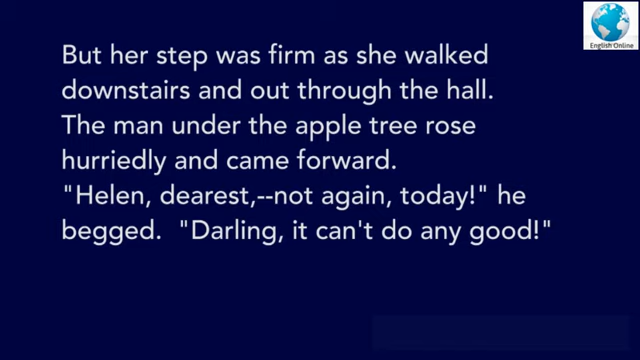 English Online
But her step was firm as she walked
downstairs and out through the hall.
The man under the apple tree rose
hurriedly and came forward.
"Helen, dearest,--not again, today!" he
begged.  "Darling, it can't do any good!"